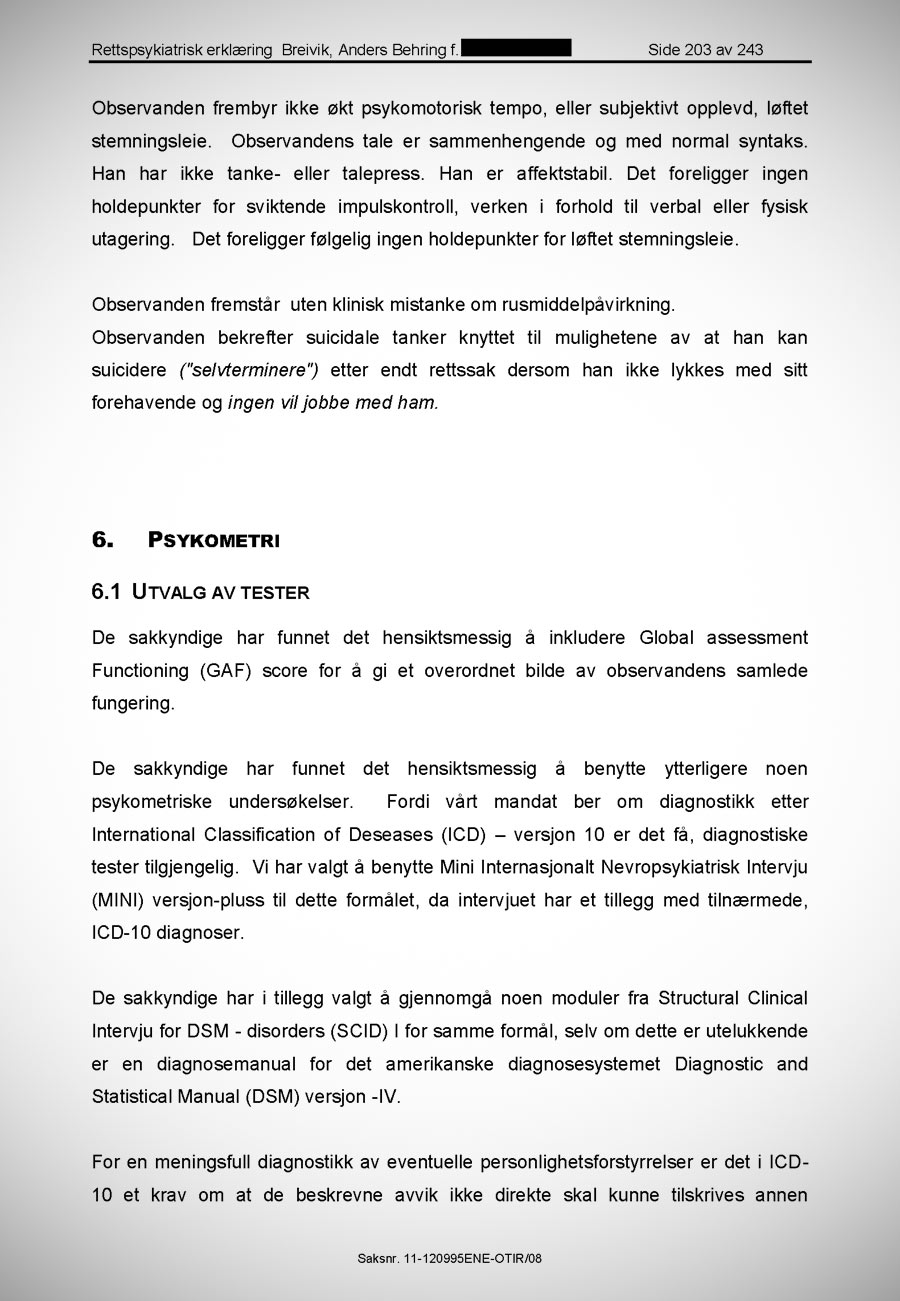 Rettspsykiatrisk erklæring Breivik, Anders Behring f. Side 203 av 243
Observanden frembyr ikke økt psykomotorisk tempo, eller subjektivt opplevd, løftet
stemningsleie. Observandens tale er sammenhengende og med normal syntaks.
Han har ikke tanke- eller talepress. Han er affektstabil. Det foreligger ingen
holdepunkter for sviktende impulskontroll, verken i forhold til verbal eller fysisk
utagering. Det foreligger følgelig ingen holdepunkter for løftet stemningsleie.
Observanden fremstår uten klinisk mistanke om rusmiddelpåvirkning.
Observanden bekrefter suicidale tanker knyttet til mulighetene av at han kan
suicidere ("selvterminere") etter endt rettssak dersom han ikke lykkes med sitt
forehavende og ingen vil jobbe med ham.
6. PSYKOMETRI
6.1 UTVALG AV TESTER
De sakkyndige har funnet det hensiktsmessig å inkludere Global assessment
Functioning (GAF) score for å gi et overordnet bilde av observandens samlede
fungering.
De sakkyndige har funnet det hensiktsmessig å benytte ytterligere noen
psykometriske undersøkelser. Fordi vårt mandat ber om diagnostikk etter
International Classification of Deseases (ICD) – versjon 10 er det få, diagnostiske
tester tilgjengelig. Vi har valgt å benytte Mini Internasjonalt Nevropsykiatrisk Intervju
(MINI) versjon-pluss til dette formålet, da intervjuet har et tillegg med tilnærmede,
ICD-10 diagnoser.
De sakkyndige har i tillegg valgt å gjennomgå noen moduler fra Structural Clinical
Intervju for DSM - disorders (SCID) I for samme formål, selv om dette er utelukkende
er en diagnosemanual for det amerikanske diagnosesystemet Diagnostic and
Statistical Manual (DSM) versjon -IV.
For en meningsfull diagnostikk av eventuelle personlighetsforstyrrelser er det i ICD-
10 et krav om at de beskrevne avvik ikke direkte skal kunne tilskrives annen
Saksnr. 11-120995ENE-OTIR/08